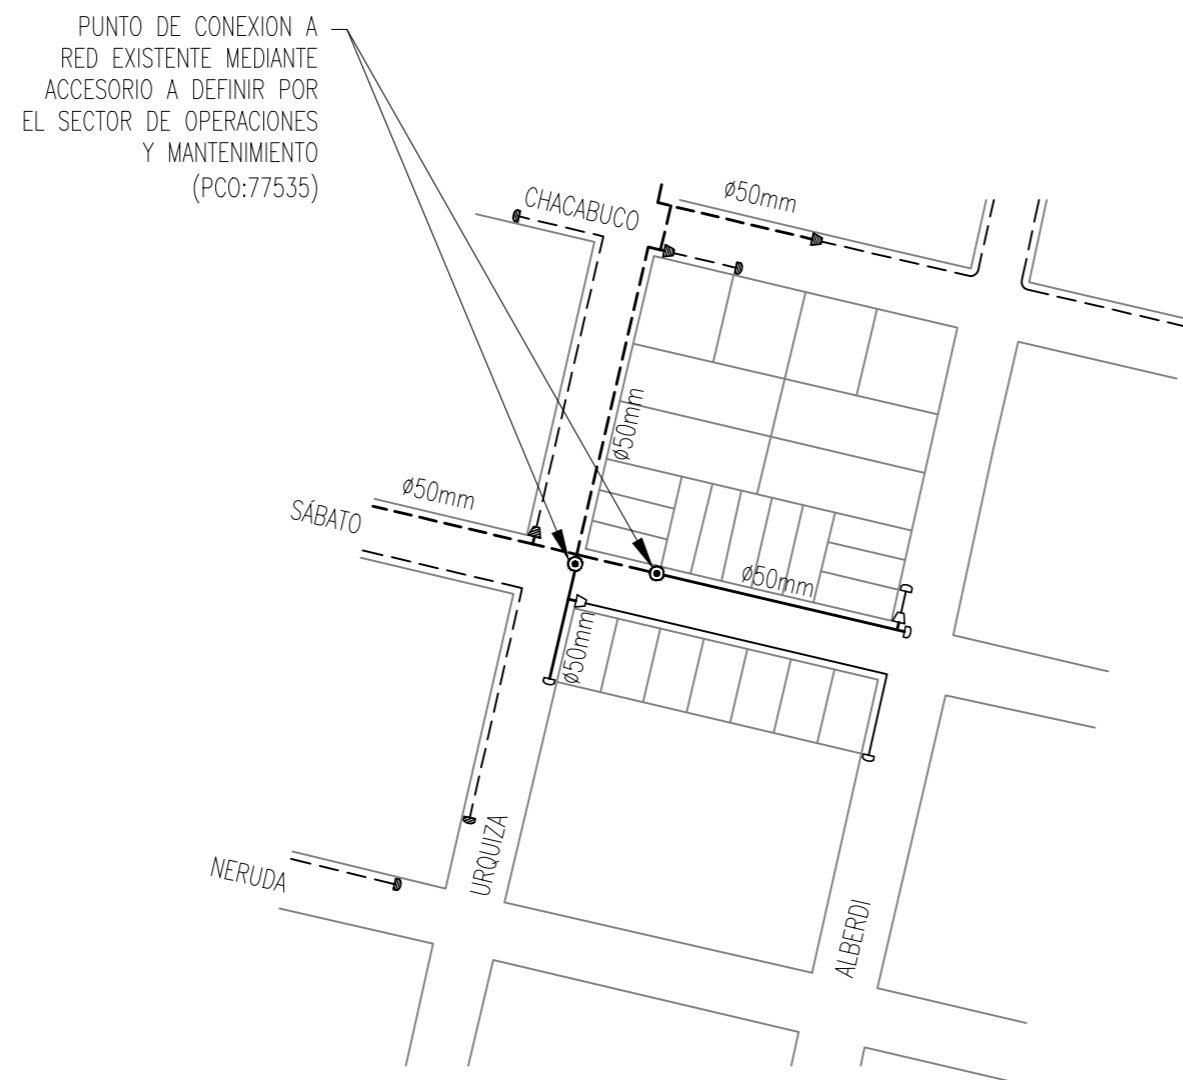 PUNTO DE CONEXION A
RED EXISTENTE MEDIANTE
ACCESORIO A DEFINIR POR
EL SECTOR DE OPERACIONES
Y MANTENIMIENTO
(PCO:77535)
CHACABUCO
ø50mm
ø50mm
ø50mm
SÁBATO
ø50mm
ø50mm
URQUIZA
NERUDA
ALBERDI